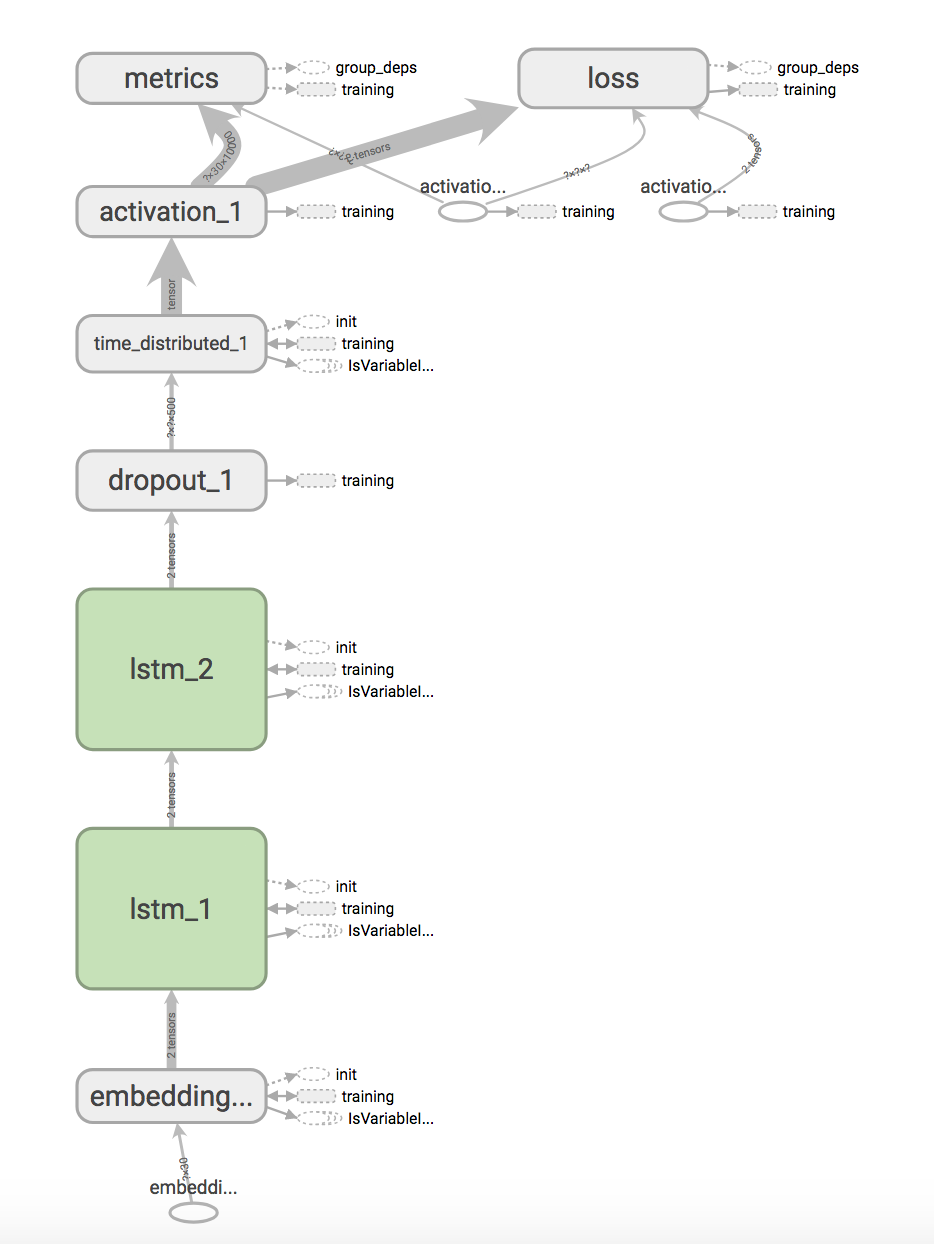 metrics
group_deps
training
loss
group_deps
training
?×30×10000
2 tensors
?×?×?
2 tensors
activatio...
training
activatio...
training
activation_1
training
tensor
time_distributed_1
init
training
IsVariableI...
?×?×500
dropout_1
training
2 tensors
lstm_2
init
training
IsVariableI...
2 tensors
lstm_1
init
training
IsVariableI...
2 tensors
embedding...
init
training
IsVariableI...
?×30
embeddi...